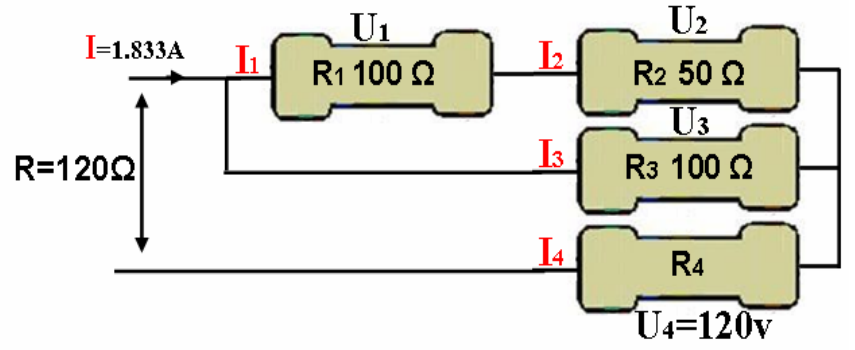 U1
U2
I=1.833A
I1
R1 100 Ω
I2
R2 50 Ω
U3
R=120Ω
I3
R3 100 Ω
I4
R4
U4=120v